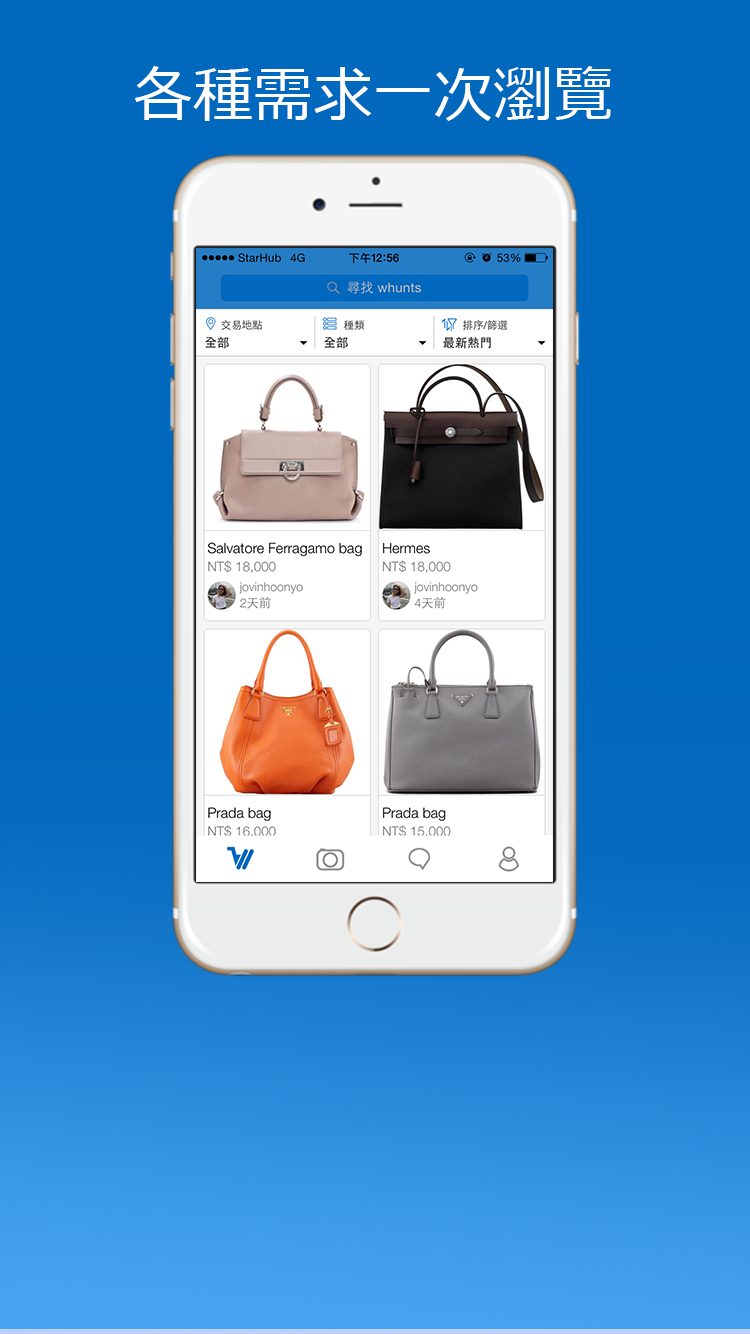 各種需求一次瀏覽
StarHub 4G 下午12:56 53%
尋找 whunts
交易地點 種類 排序/篩選
全部 全部 最新熱門
Salvatore Ferragamo bag Hermes
NT$ 18,000 NT$ 18,000
jovinhoonyo jovinhoonyo
2天前 4天前
Prada bag Prada bag
NT$ 16,000 NT$ 15,000